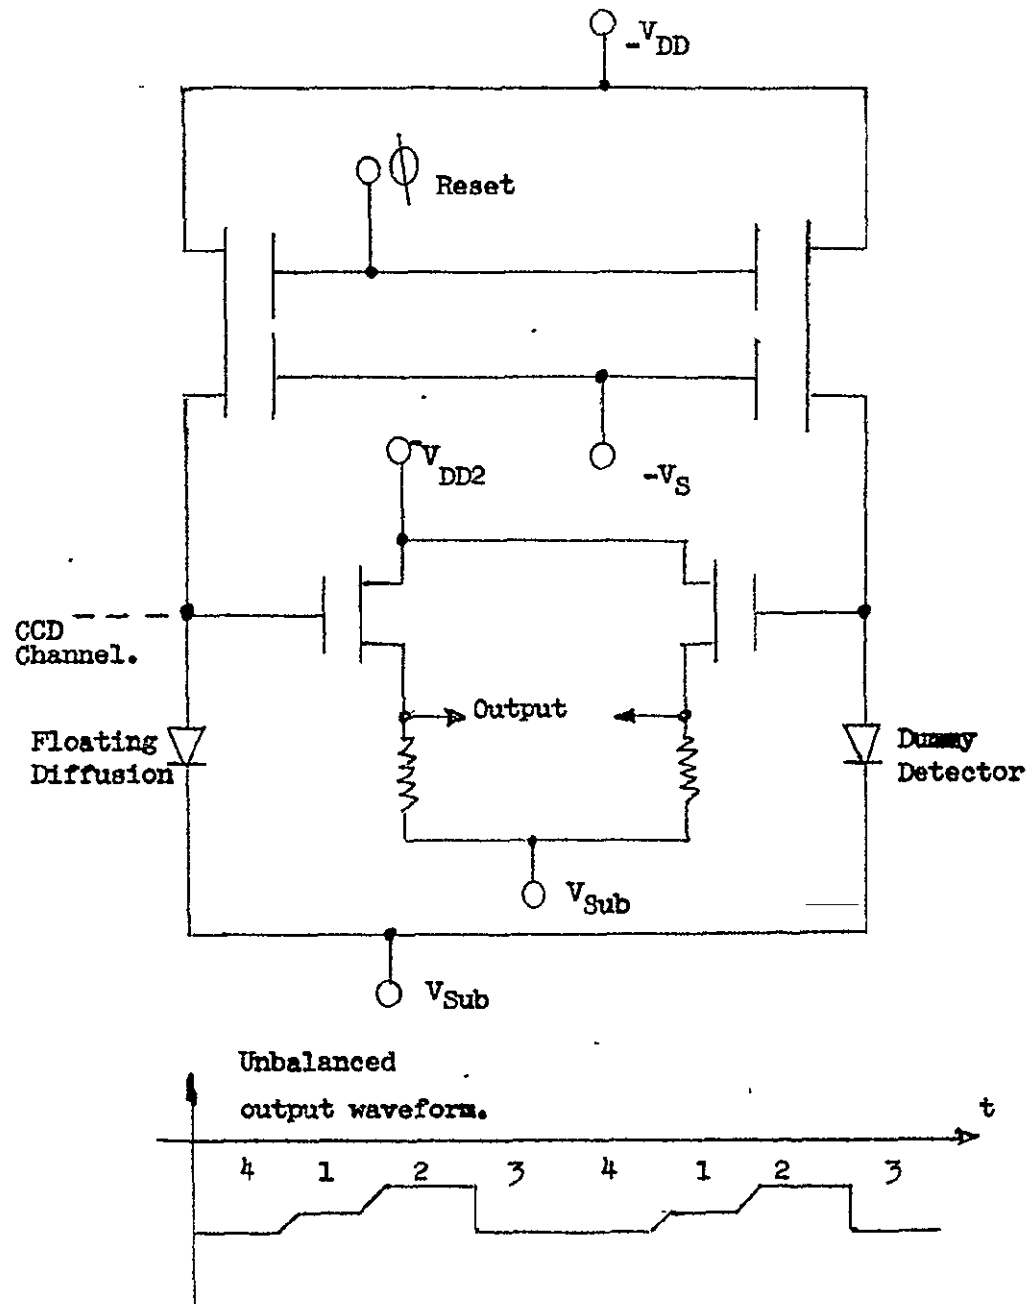 -VDD
ϕ Reset
-VDD2
-VS
CCD
Channel.
Output
Floating
Diffusion
Dummy
Detector
VSub
VSub
Unbalanced
output waveform.
t
4 1 2 3 4 1 2 3